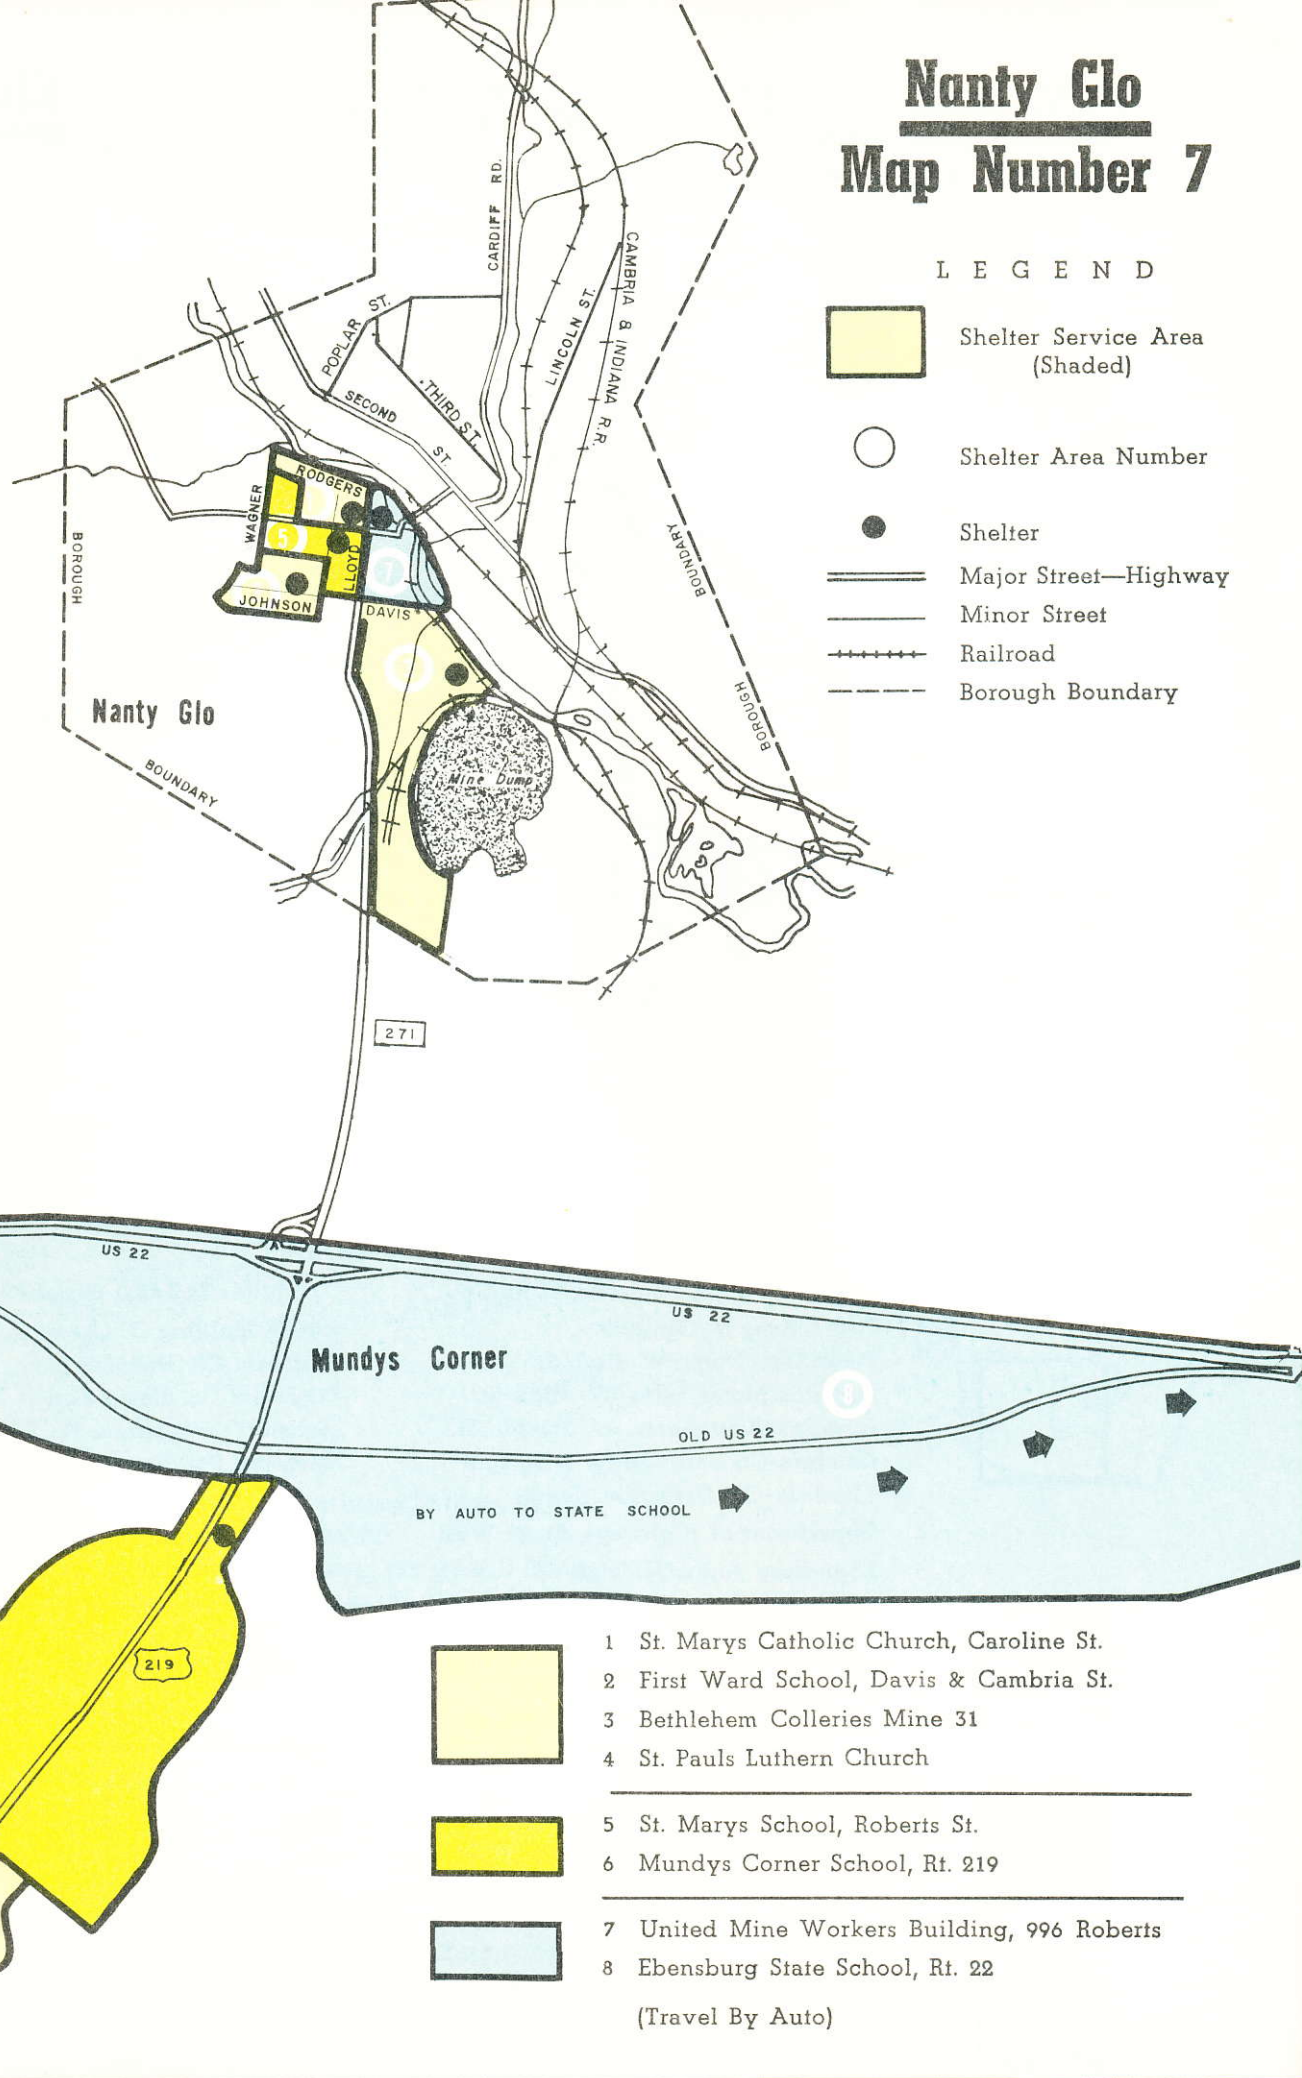 Nanty Glo
Map Number 7
LEGEND
Shelter Service Area
(Shaded)
Shelter Area Number
Shelter
Major Street—Highway
Minor Street
Railroad
Borough Boundary
CARDIFF RD.
CAMBRIA & INDIANA R.R.
LINCOLN ST.
POPLAR ST.
THIRD ST.
SECOND ST.
RODGERS
WAGNER
5
LLOYD
7
JOHNSON
DAVIS
BOROUGH
BOUNDARY
BOUNDARY
BOROUGH
Nanty Glo
Mine Dump
271
US 22
US 22
Mundys Corner
8
OLD US 22
BY AUTO TO STATE SCHOOL
219
1 St. Marys Catholic Church, Caroline St.
2 First Ward School, Davis & Cambria St.
3 Bethlehem Colleries Mine 31
4 St. Pauls Luthern Church
5 St. Marys School, Roberts St.
6 Mundys Corner School, Rt. 219
7 United Mine Workers Building, 996 Roberts
8 Ebensburg State School, Rt. 22
(Travel By Auto)